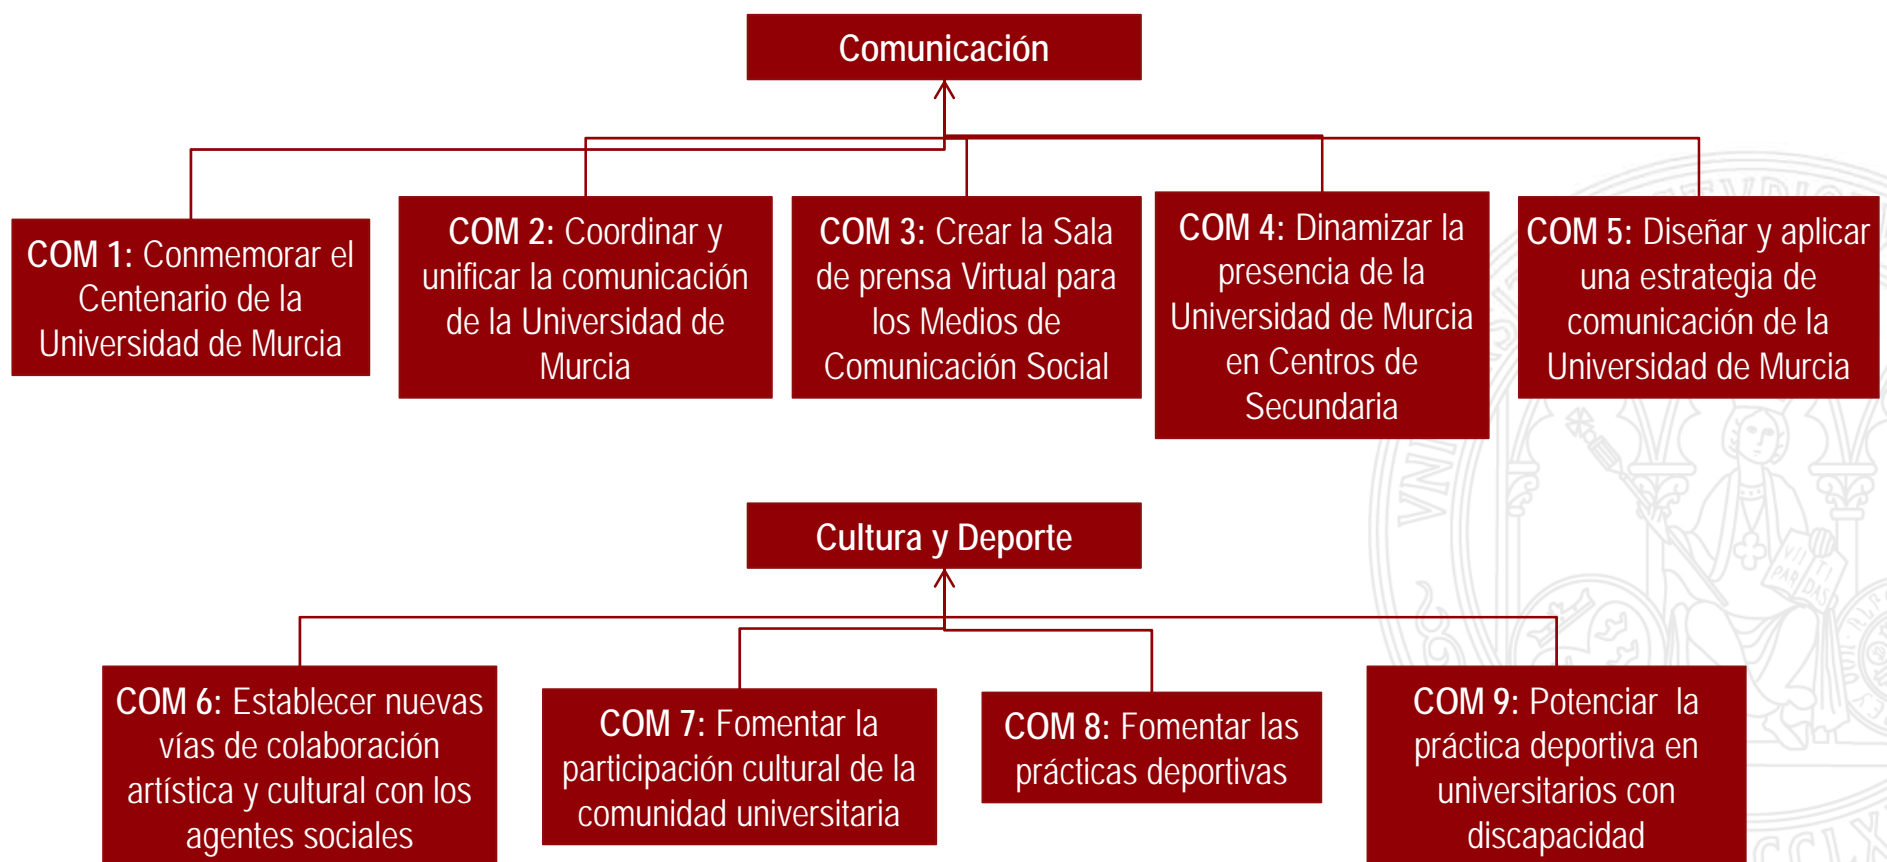 Comunicación
COM 1: Conmemorar el
Centenario de la
Universidad de Murcia
COM 2: Coordinar y
unificar la comunicación
de la Universidad de
Murcia
COM 3: Crear la Sala
de prensa Virtual para
los Medios de
Comunicación Social
COM 4: Dinamizar la
presencia de la
Universidad de Murcia
en Centros de
Secundaria
COM 5: Diseñar y aplicar
una estrategia de
comunicación de la
Universidad de Murcia
Cultura y Deporte
COM 6: Establecer nuevas
vías de colaboración
artística y cultural con los
agentes sociales
COM 7: Fomentar la
participación cultural de la
comunidad universitaria
COM 8: Fomentar las
prácticas deportivas
COM 9: Potenciar  la
práctica deportiva en
universitarios con
discapacidad
VII TI
PAR DAS